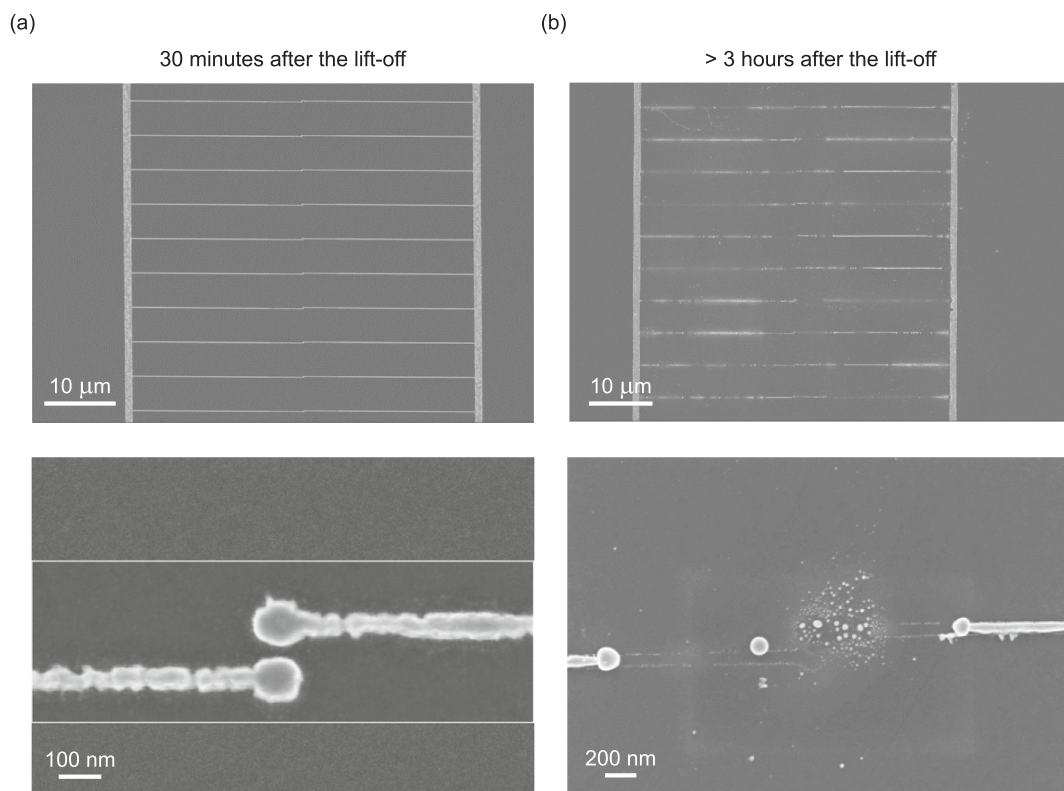 (a)
30 minutes after the lift-off
10 μm
100 nm
(b)
> 3 hours after the lift-off
10 μm
200 nm